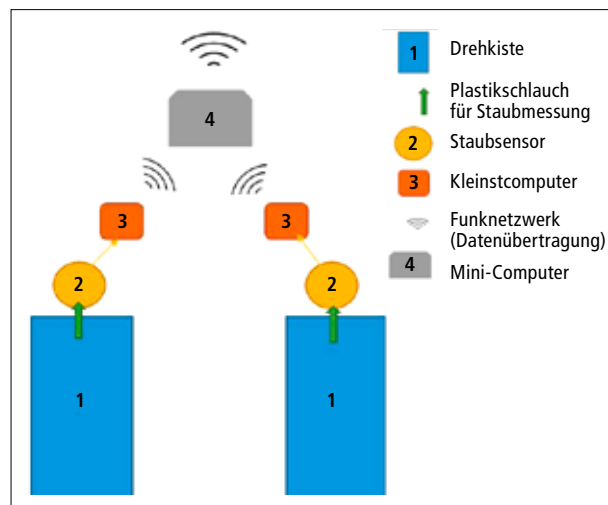 1 Drehkiste
Plastikschlauch
für Staubmessung
2 Staubsensor
3 Kleinstcomputer
Funknetzwerk
(Datenübertragung)
4 Mini-Computer
4
3 3
2 2
1 1